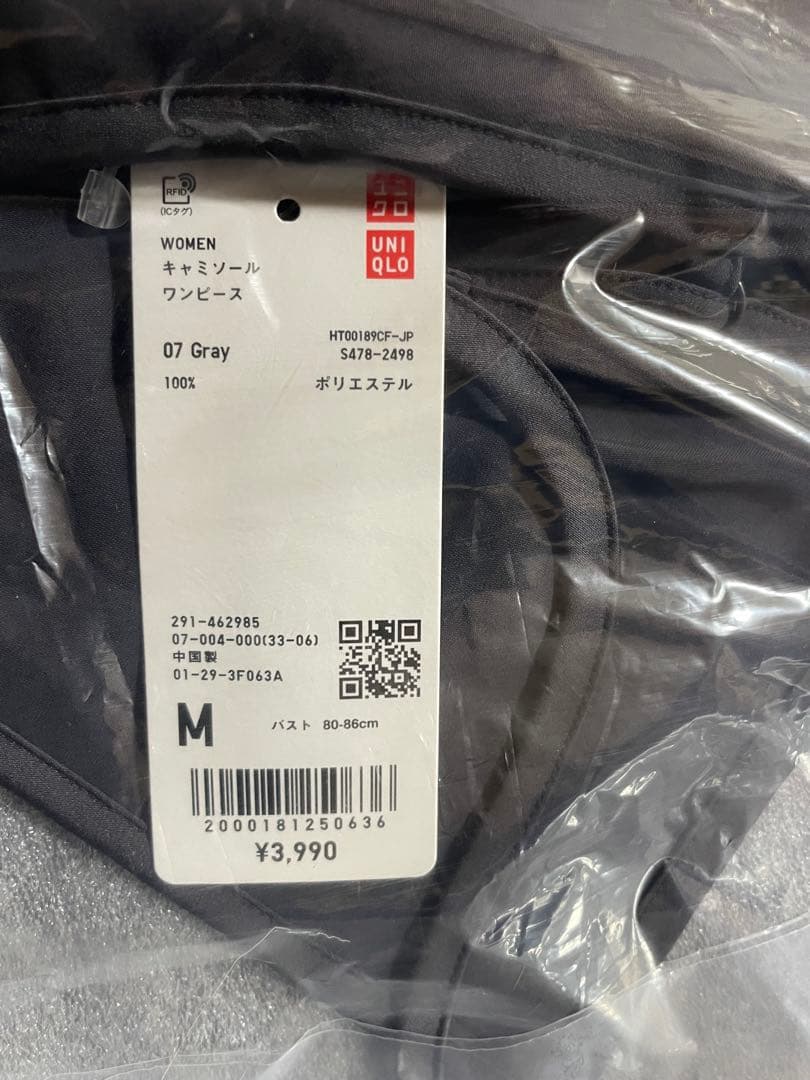 RFID
(ICタグ)
ユニ
クロ
UNI
QLO
WOMEN
キャミソール
ワンピース
07 Gray
HT00189CF-JP
S478-2498
100% ポリエステル
291-462985
07-004-000(33-06)
中国製
01-29-3F063A
M バスト 80-86cm
2000181250636
¥3,990